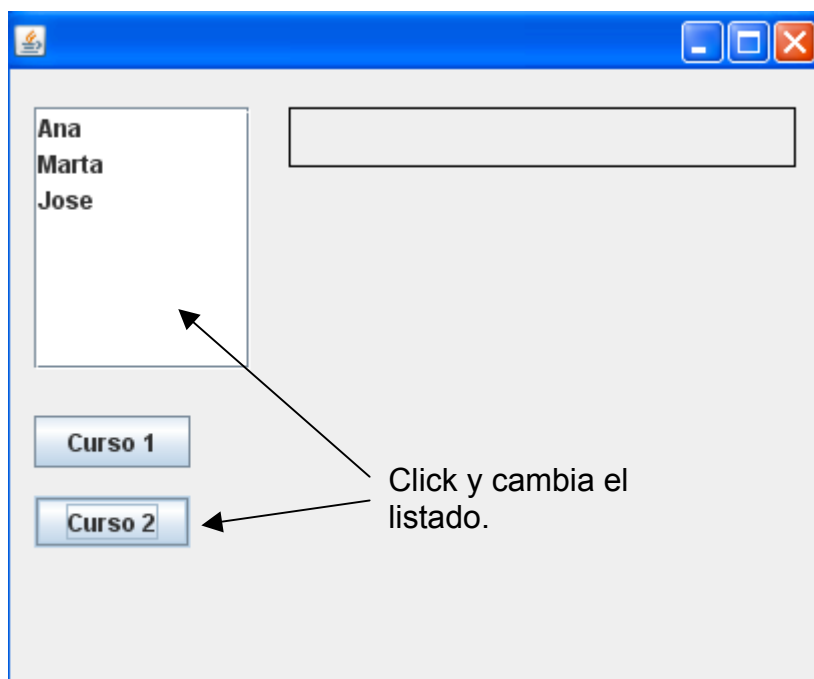 Ana
Marta
Jose
Curso 1
Curso 2
Click y cambia el
listado.